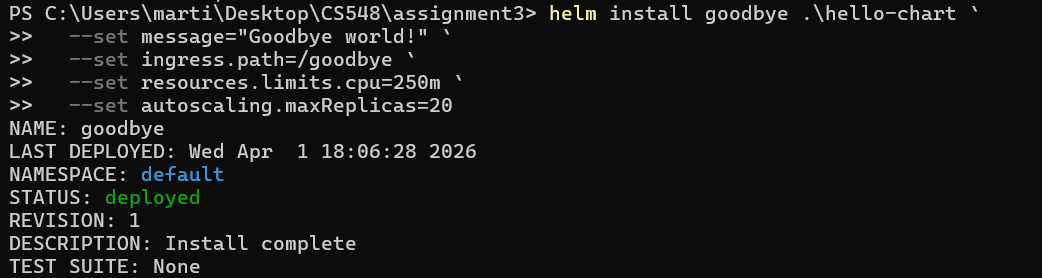 PS C:\Users\marti\Desktop\CS548\assignment3> helm install goodbye .\hello-chart `
>>   --set message="Goodbye world!" `
>>   --set ingress.path=/goodbye `
>>   --set resources.limits.cpu=250m `
>>   --set autoscaling.maxReplicas=20
NAME: goodbye
LAST DEPLOYED: Wed Apr  1 18:06:28 2026
NAMESPACE: default
STATUS: deployed
REVISION: 1
DESCRIPTION: Install complete
TEST SUITE: None